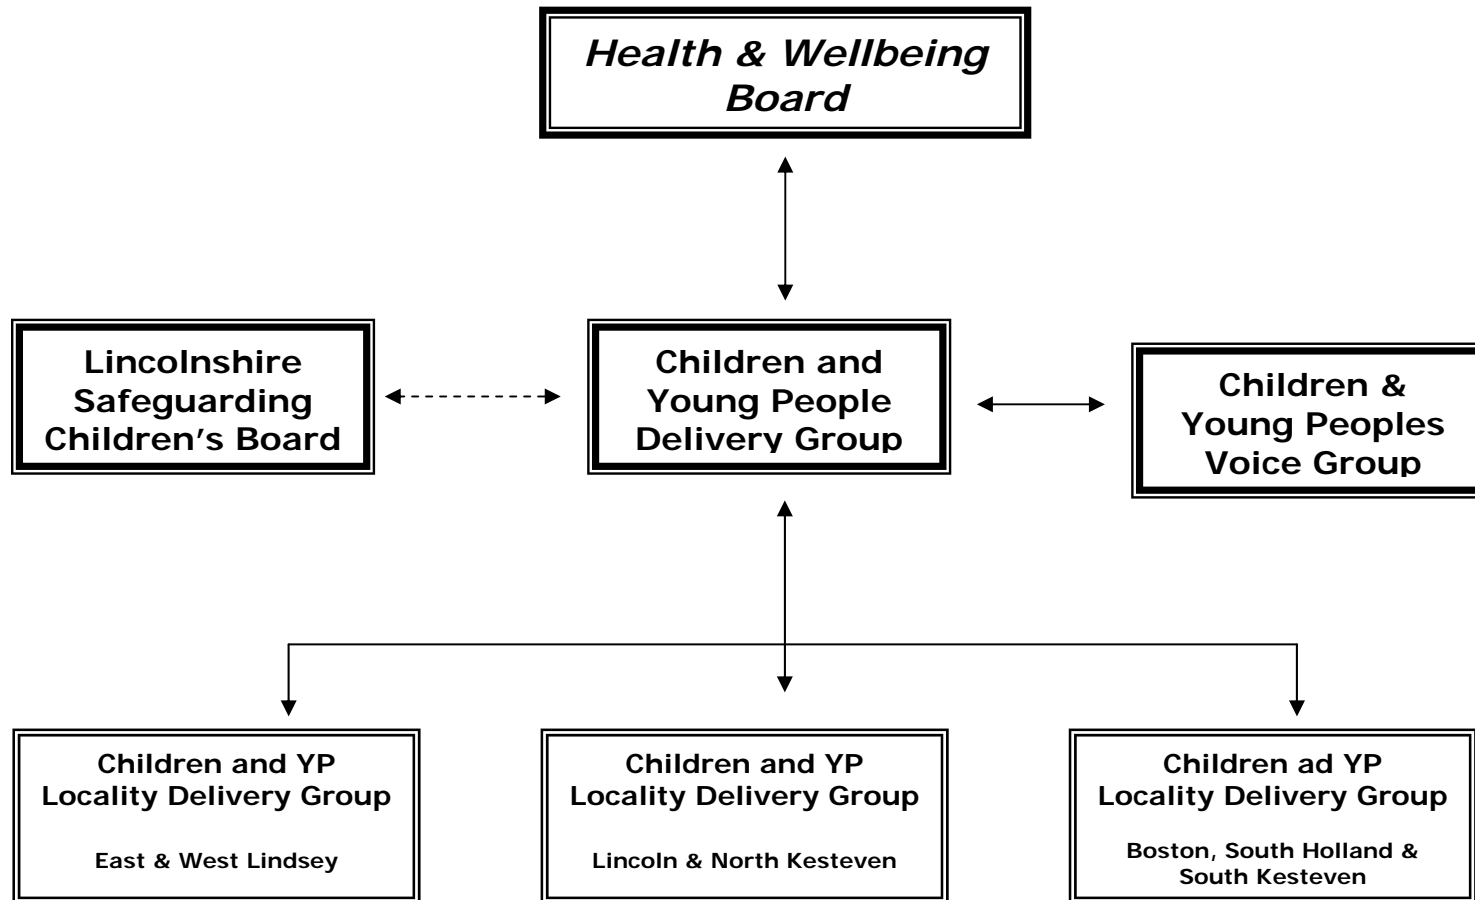 Health & Wellbeing
Board
Lincolnshire
Safeguarding
Children's Board
Children and
Young People
Delivery Group
Children &
Young Peoples
Voice Group
Children and YP
Locality Delivery Group
East & West Lindsey
Children and YP
Locality Delivery Group
Lincoln & North Kesteven
Children ad YP
Locality Delivery Group
Boston, South Holland &
South Kesteven